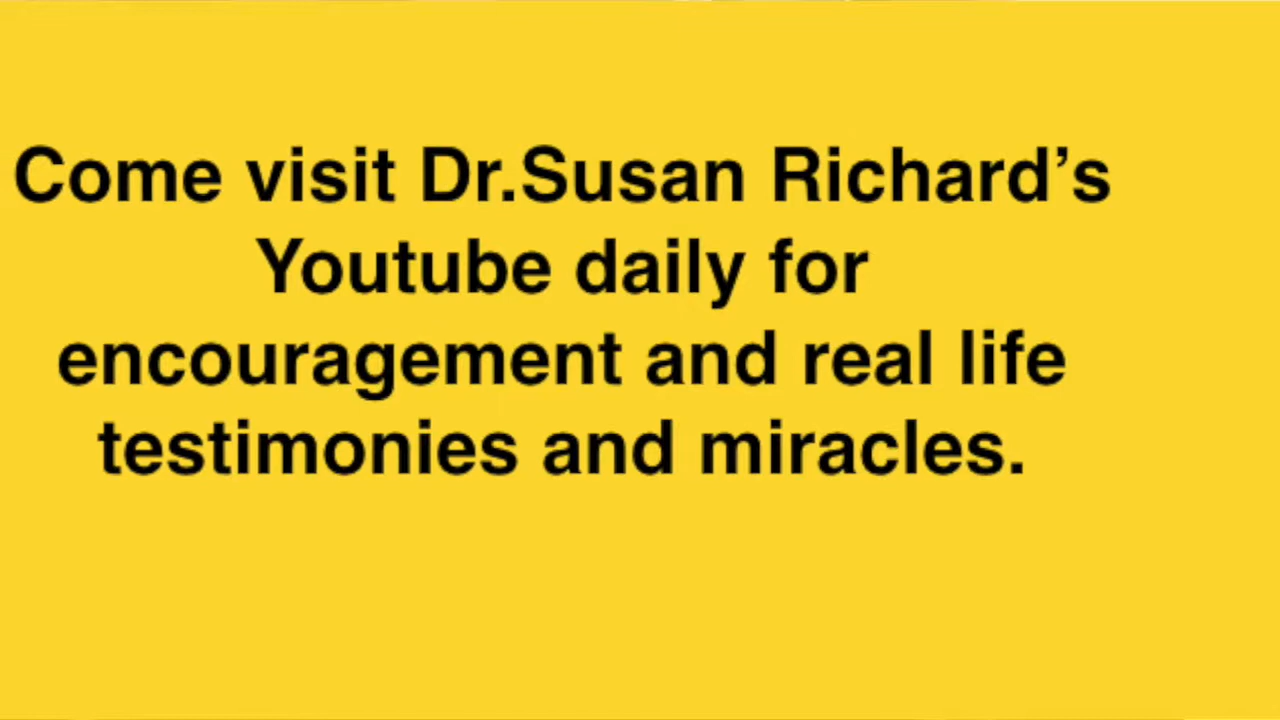 Come visit Dr.Susan Richard’s
Youtube daily for
encouragement and real life
testimonies and miracles.